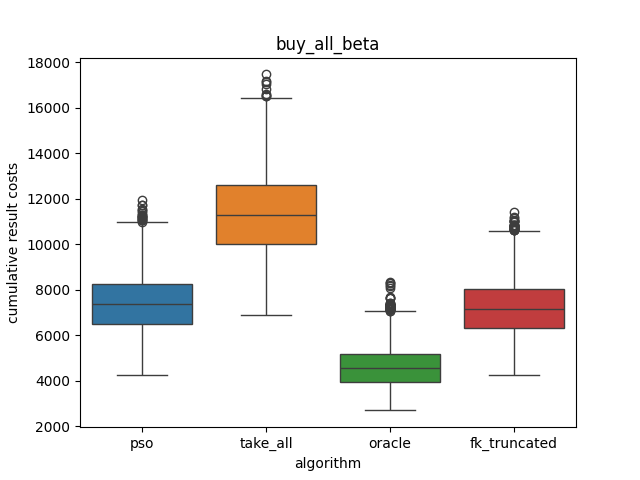 buy_all_beta
cumulative result costs
18000
16000
14000
12000
10000
8000
6000
4000
2000
pso take_all oracle fk_truncated
algorithm